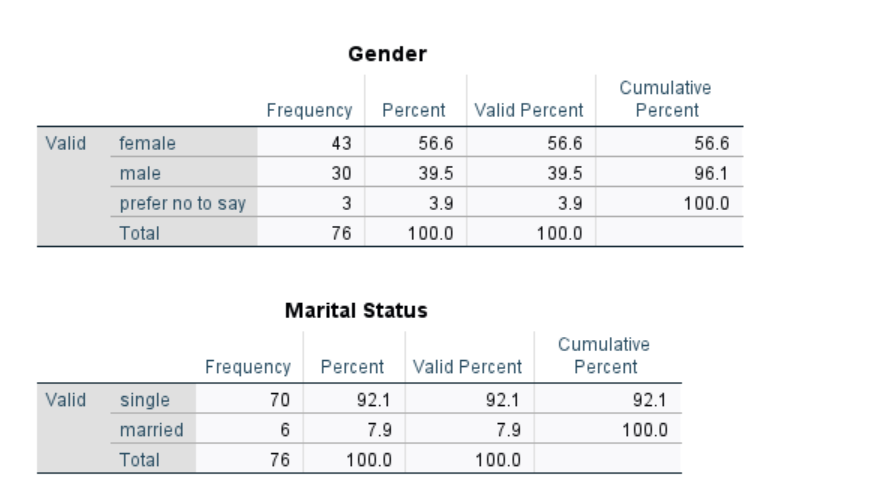 Gender
Frequency Percent Valid Percent Cumulative Percent
Valid female 43 56.6 56.6 56.6
male 30 39.5 39.5 96.1
prefer no to say 3 3.9 3.9 100.0
Total 76 100.0 100.0
Marital Status
Frequency Percent Valid Percent Cumulative Percent
Valid single 70 92.1 92.1 92.1
married 6 7.9 7.9 100.0
Total 76 100.0 100.0